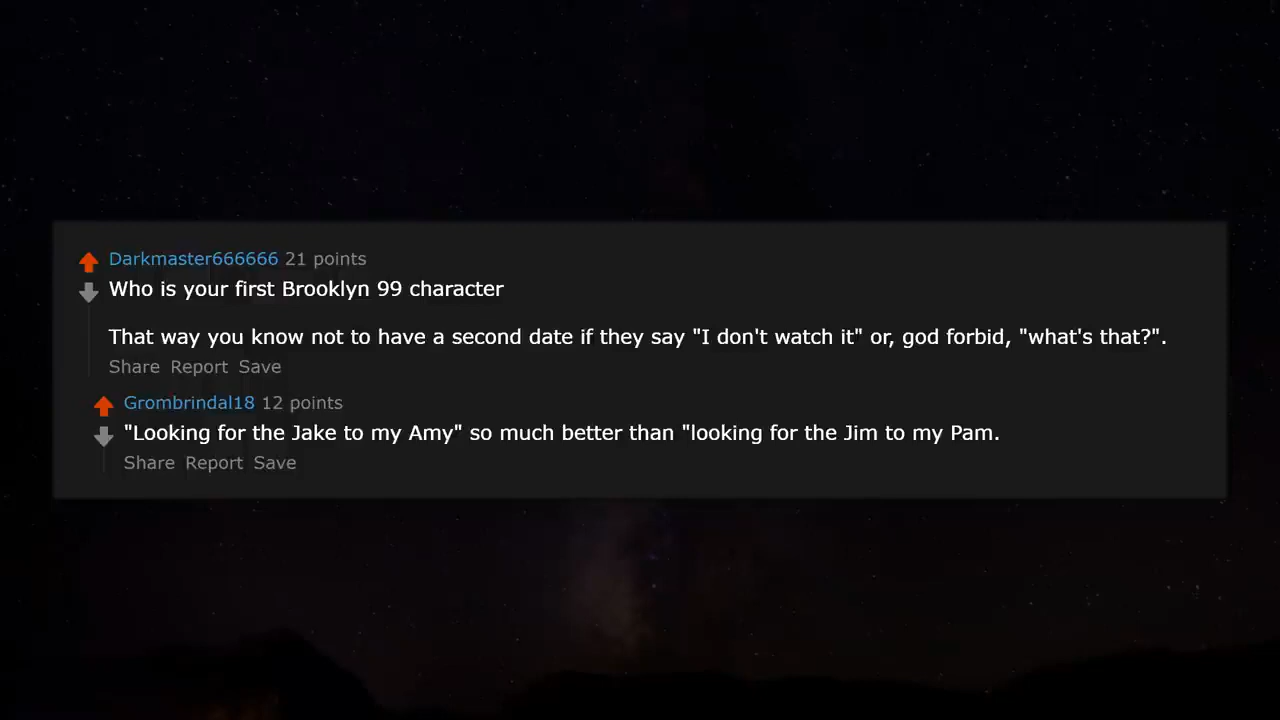 Darkmaster666666 21 points
Who is your first Brooklyn 99 character
That way you know not to have a second date if they say "I don't watch it" or, god forbid, "what's that?".
Share Report Save
Grombrindal18 12 points
"Looking for the Jake to my Amy" so much better than "looking for the Jim to my Pam.
Share Report Save